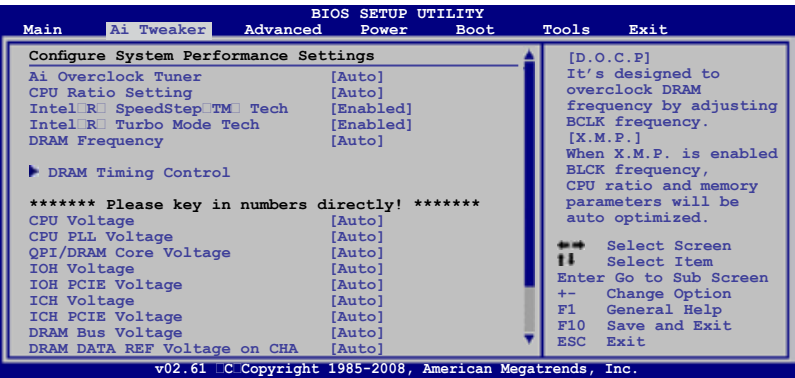 BIOS SETUP UTILITY
Main Ai Tweaker Advanced Power Boot Tools Exit
Configure System Performance Settings
Ai Overclock Tuner [Auto]
CPU Ratio Setting [Auto]
Intel□R□ SpeedStep□TM□ Tech [Enabled]
Intel□R□ Turbo Mode Tech [Enabled]
DRAM Frequency [Auto]
DRAM Timing Control
******* Please key in numbers directly! *******
CPU Voltage [Auto]
CPU PLL Voltage [Auto]
QPI/DRAM Core Voltage [Auto]
IOH Voltage [Auto]
IOH PCIE Voltage [Auto]
ICH Voltage [Auto]
ICH PCIE Voltage [Auto]
DRAM Bus Voltage [Auto]
DRAM DATA REF Voltage on CHA [Auto]
[D.O.C.P]
It's designed to
overclock DRAM
frequency by adjusting
BCLK frequency.
[X.M.P.]
When X.M.P. is enabled
BLCK frequency,
CPU ratio and memory
parameters will be
auto optimized.
←→ Select Screen
↑↓ Select Item
Enter Go to Sub Screen
+- Change Option
F1 General Help
F10 Save and Exit
ESC Exit
v02.61 □C□Copyright 1985-2008, American Megatrends, Inc.